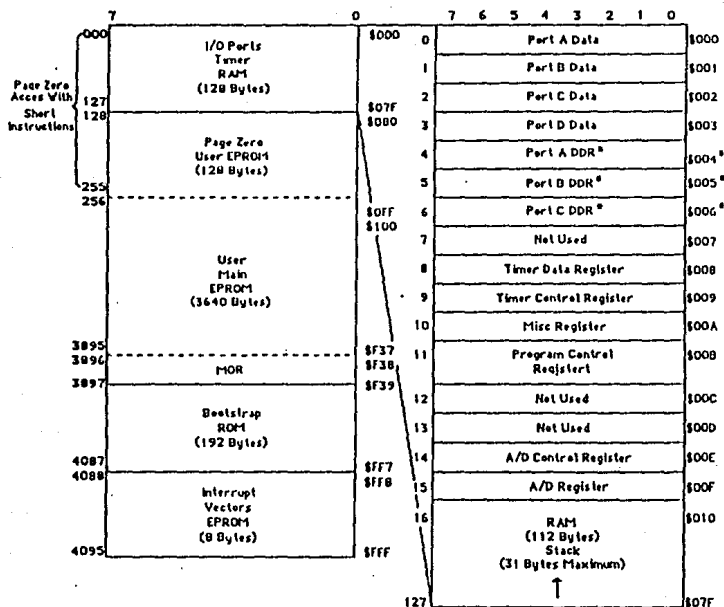 7 0
000 $000
I/O Ports
Timer
RAM
(128 Bytes)
Page Zero
Acces With
Short
Instructions
127 $07F
128 $080
Page Zero
User EPROM
(128 Bytes)
255 $0FF
256 $100
User
Main
EPROM
(3640 Bytes)
3895 $F37
3896 $F38
MOR
3897 $F39
Bootstrap
ROM
(192 Bytes)
4087 $FF7
4088 $FF8
Interrupt
Vectors
EPROM
(8 Bytes)
4095 $FFF
7 6 5 4 3 2 1 0
0 Port A Data $000
1 Port B Data $001
2 Port C Data $002
3 Port D Data $003
4 Port A DDR* $004*
5 Port B DDR* $005*
6 Port C DDR* $006*
7 Not Used $007
8 Timer Data Register $008
9 Timer Control Register $009
10 Misc Register $00A
11 Program Control $00B
Registert
12 Not Used $00C
13 Not Used $00D
14 A/D Control Register $00E
15 A/D Register $00F
16 RAM $010
(112 Bytes)
Stack
(31 Bytes Maximum)
↑
127 $07F